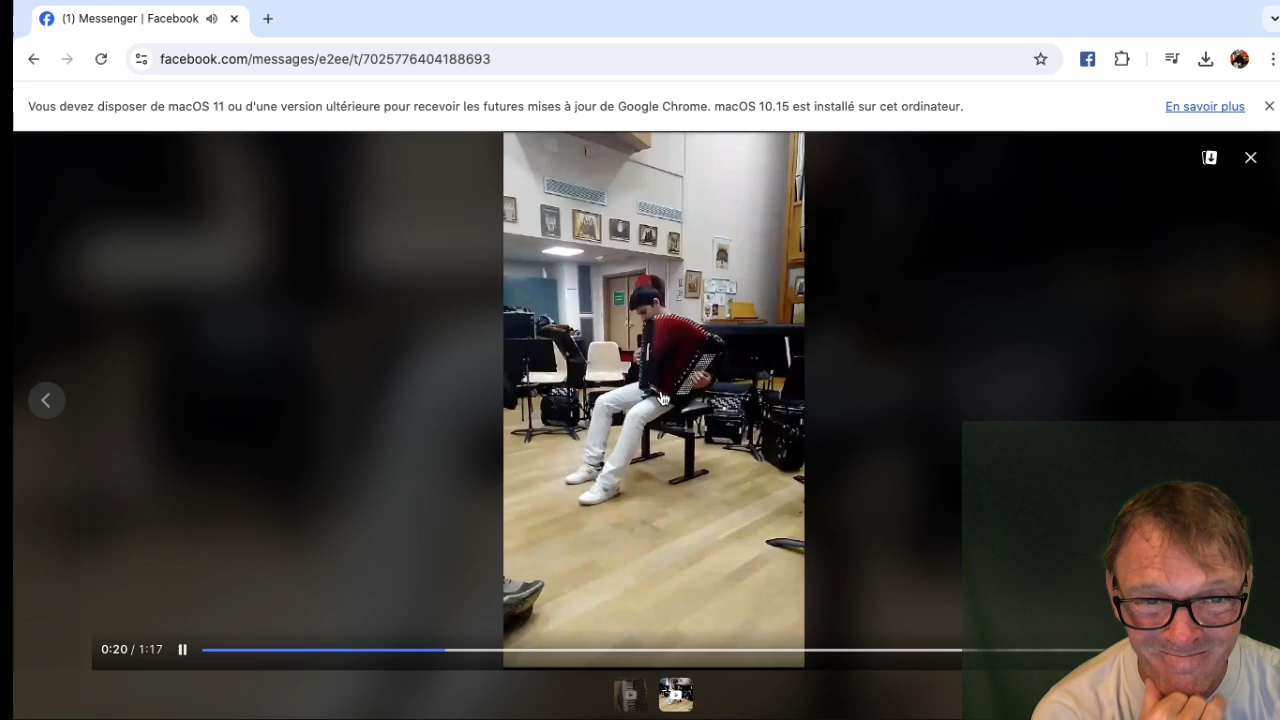 (1) Messenger | Facebook
facebook.com/messages/e2ee/t/7025776404188693
Vous devez disposer de macOS 11 ou d'une version ultérieure pour recevoir les futures mises à jour de Google Chrome. macOS 10.15 est installé sur cet ordinateur.
En savoir plus
0:20 / 1:17